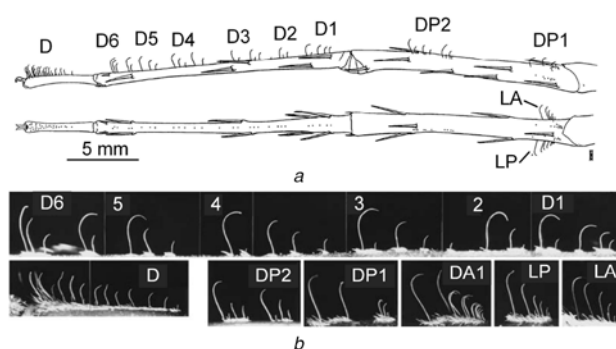 D D6 D5 D4 D3 D2 D1 DP2 DP1
LA
LP
5 mm
a
D6 5 4 3 2 D1
D DP2 DP1 DA1 LP LA
b